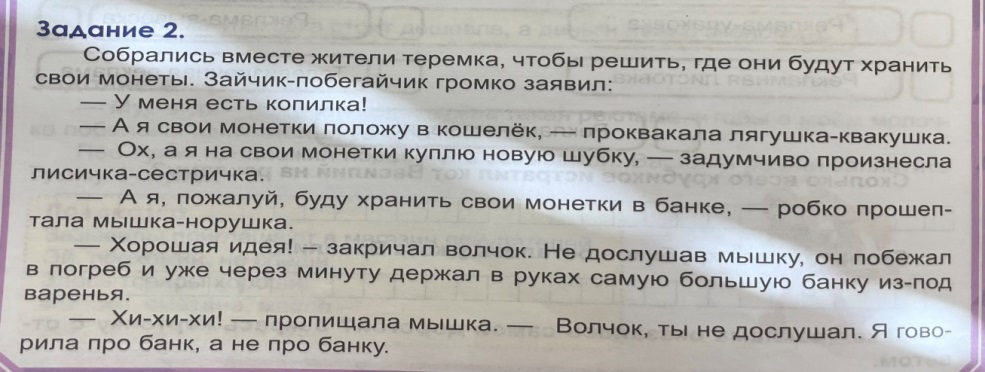 Задание 2.
Собрались вместе жители теремка, чтобы решить, где они будут хранить
свои монеты. Зайчик-побегайчик громко заявил:
— У меня есть копилка!
— А я свои монетки положу в кошелёк, — проквакала лягушка-квакушка.
— Ох, а я на свои монетки куплю новую шубку, — задумчиво произнесла
лисичка-сестричка.
— А я, пожалуй, буду хранить свои монетки в банке, — робко прошеп-
тала мышка-норушка.
— Хорошая идея! – закричал волчок. Не дослушав мышку, он побежал
в погреб и уже через минуту держал в руках самую большую банку из-под
варенья.
— Хи-хи-хи! — пропищала мышка. — Волчок, ты не дослушал. Я гово-
рила про банк, а не про банку.